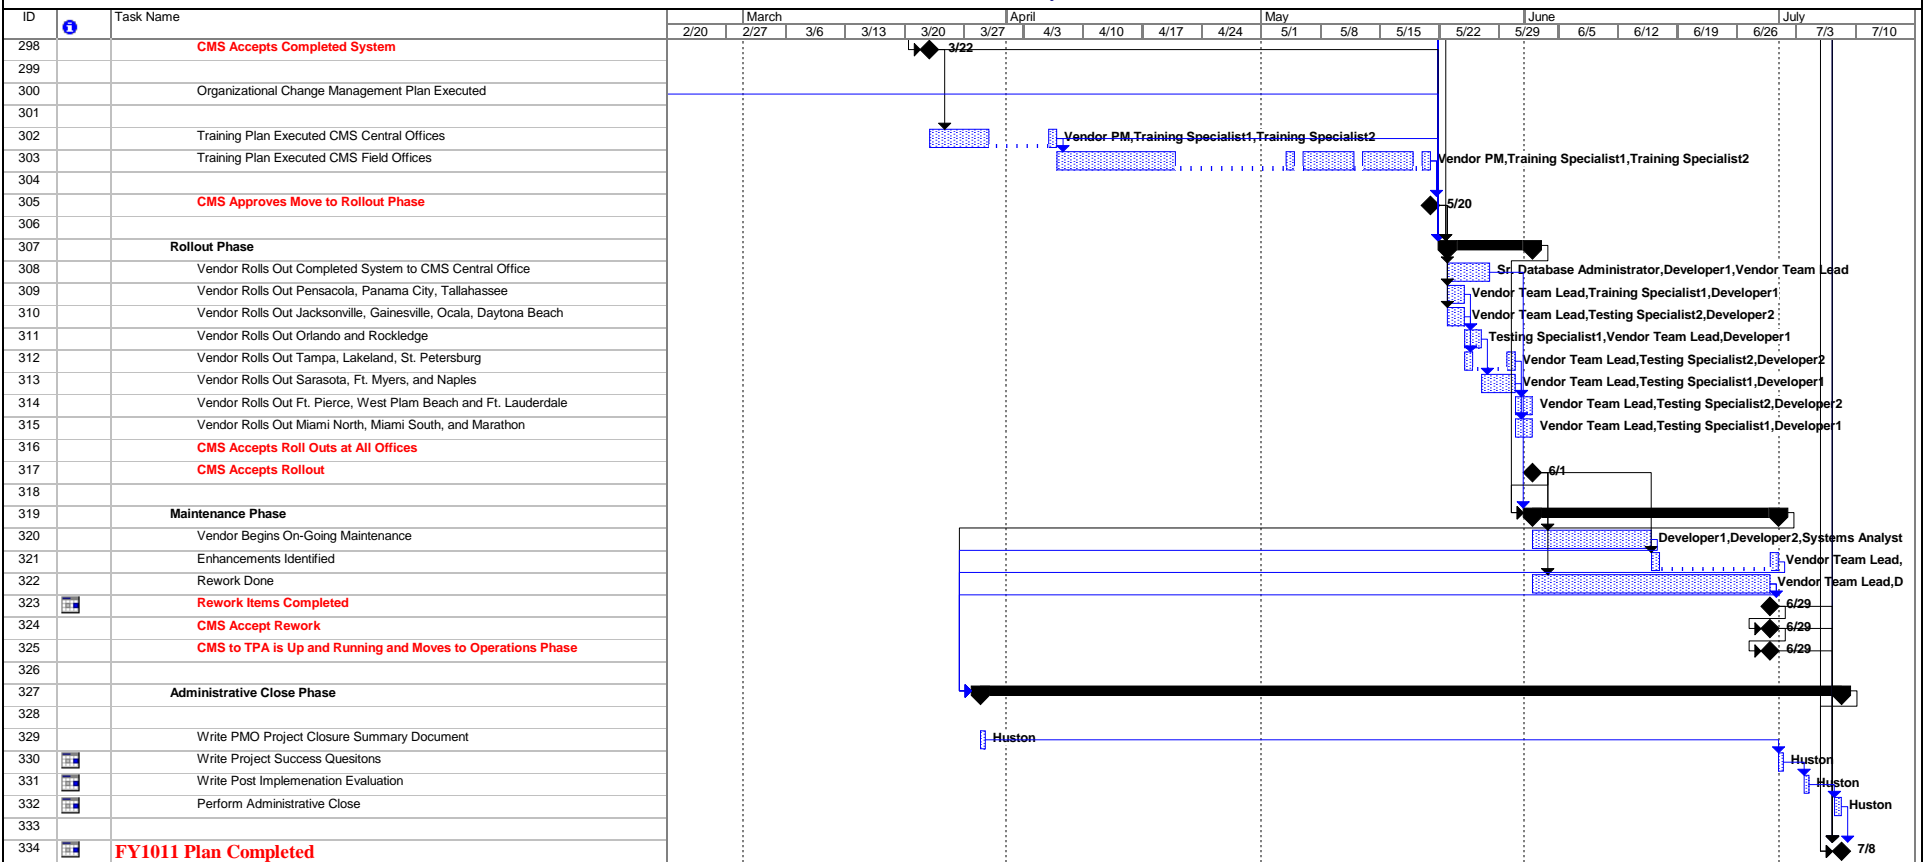 ID Task Name March April May June July
2/20 2/27 3/6 3/13 3/20 3/27 4/3 4/10 4/17 4/24 5/1 5/8 5/15 5/22 5/29 6/5 6/12 6/19 6/26 7/3 7/10
298 CMS Accepts Completed System 3/22
299
300 Organizational Change Management Plan Executed
301
302 Training Plan Executed CMS Central Offices Vendor PM,Training Specialist1,Training Specialist2
303 Training Plan Executed CMS Field Offices Vendor PM,Training Specialist1,Training Specialist2
304
305 CMS Approves Move to Rollout Phase 5/20
306
307 Rollout Phase
308 Vendor Rolls Out Completed System to CMS Central Office Sr. Database Administrator,Developer1,Vendor Team Lead
309 Vendor Rolls Out Pensacola, Panama City, Tallahassee Vendor Team Lead,Training Specialist1,Developer1
310 Vendor Rolls Out Jacksonville, Gainesville, Ocala, Daytona Beach Vendor Team Lead,Testing Specialist2,Developer2
311 Vendor Rolls Out Orlando and Rockledge Testing Specialist1,Vendor Team Lead,Developer1
312 Vendor Rolls Out Tampa, Lakeland, St. Petersburg Vendor Team Lead,Testing Specialist2,Developer2
313 Vendor Rolls Out Sarasota, Ft. Myers, and Naples Vendor Team Lead,Testing Specialist1,Developer1
314 Vendor Rolls Out Ft. Pierce, West Plam Beach and Ft. Lauderdale Vendor Team Lead,Testing Specialist2,Developer2
315 Vendor Rolls Out Miami North, Miami South, and Marathon Vendor Team Lead,Testing Specialist1,Developer1
316 CMS Accepts Roll Outs at All Offices
317 CMS Accepts Rollout 6/1
318
319 Maintenance Phase
320 Vendor Begins On-Going Maintenance Developer1,Developer2,Systems Analyst
321 Enhancements Identified Vendor Team Lead,
322 Rework Done Vendor Team Lead,D
323 Rework Items Completed 6/29
324 CMS Accept Rework 6/29
325 CMS to TPA is Up and Running and Moves to Operations Phase 6/29
326
327 Administrative Close Phase
328
329 Write PMO Project Closure Summary Document Huston
330 Write Project Success Quesitons Huston
331 Write Post Implemenation Evaluation Huston
332 Perform Administrative Close Huston
333
334 FY1011 Plan Completed 7/8